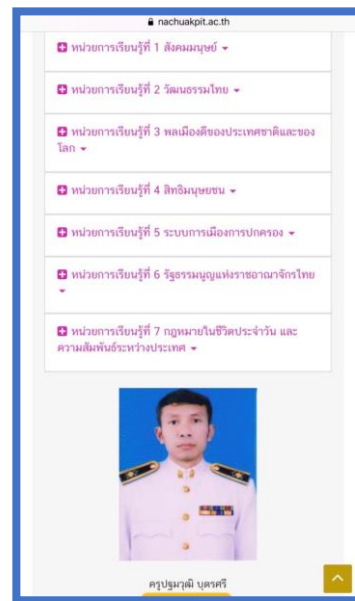 nachuakpit.ac.th
หน่วยการเรียนรู้ที่ 1 สังคมมนุษย์
หน่วยการเรียนรู้ที่ 2 วัฒนธรรมไทย
หน่วยการเรียนรู้ที่ 3 พลเมืองดีของประเทศชาติและของ
โลก
หน่วยการเรียนรู้ที่ 4 สิทธิมนุษยชน
หน่วยการเรียนรู้ที่ 5 ระบบการเมืองการปกครอง
หน่วยการเรียนรู้ที่ 6 รัฐธรรมนูญแห่งราชอาณาจักรไทย
หน่วยการเรียนรู้ที่ 7 กฎหมายในชีวิตประจำวัน และ
ความสัมพันธ์ระหว่างประเทศ
ครูปฐมวุฒิ บุตรศรี